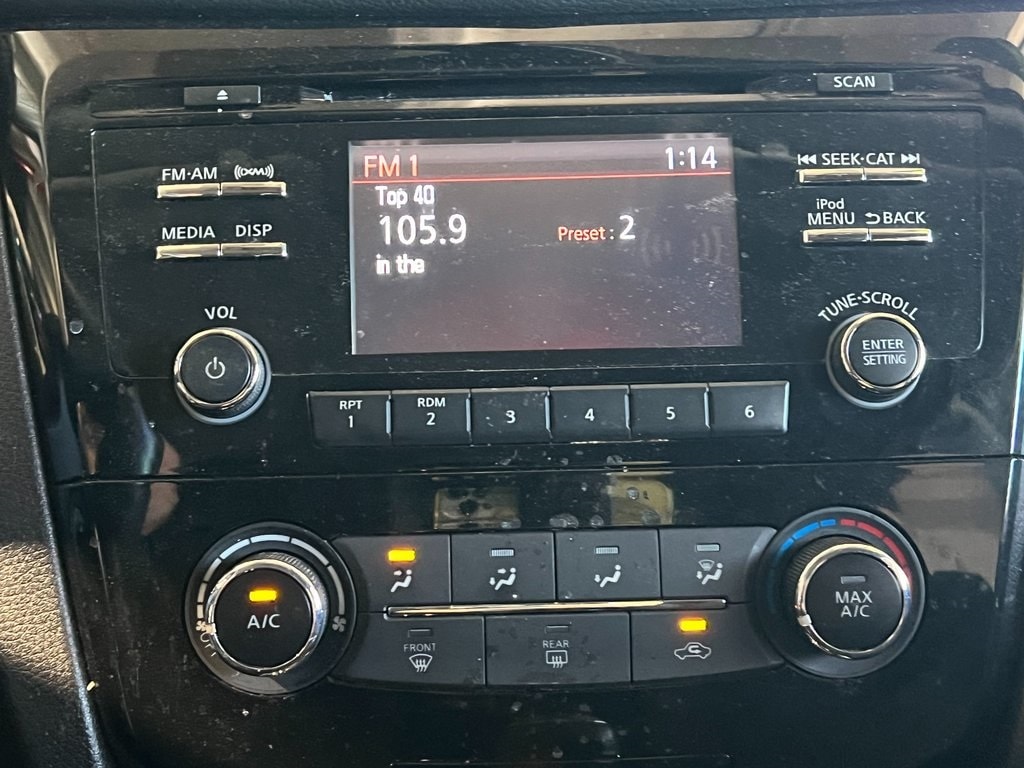 SCAN
FM·AM ((XM))
SEEK·CAT
MEDIA DISP
iPod
MENU BACK
FM 1 1:14
Top 40
105.9 Preset : 2
in the
VOL
TUNE·SCROLL
ENTER
SETTING
RPT
1
RDM
2
3
4
5
6
A/C
MAX
A/C
FRONT
REAR